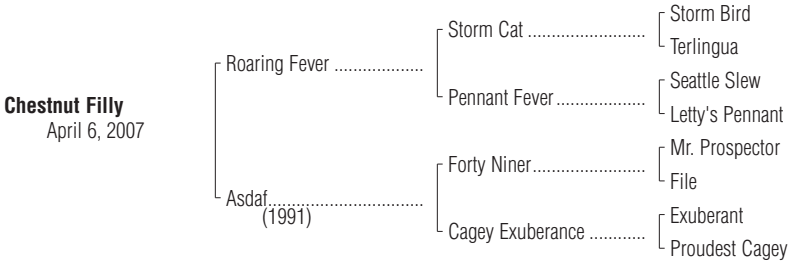 Storm Bird
Storm Cat ........................
Terlingua
Roaring Fever ..................
Seattle Slew
Pennant Fever..................
Letty's Pennant
Chestnut Filly
April 6, 2007
Mr. Prospector
Forty Niner.......................
File
Asdaf................................
(1991)
Exuberant
Cagey Exuberance ............
Proudest Cagey